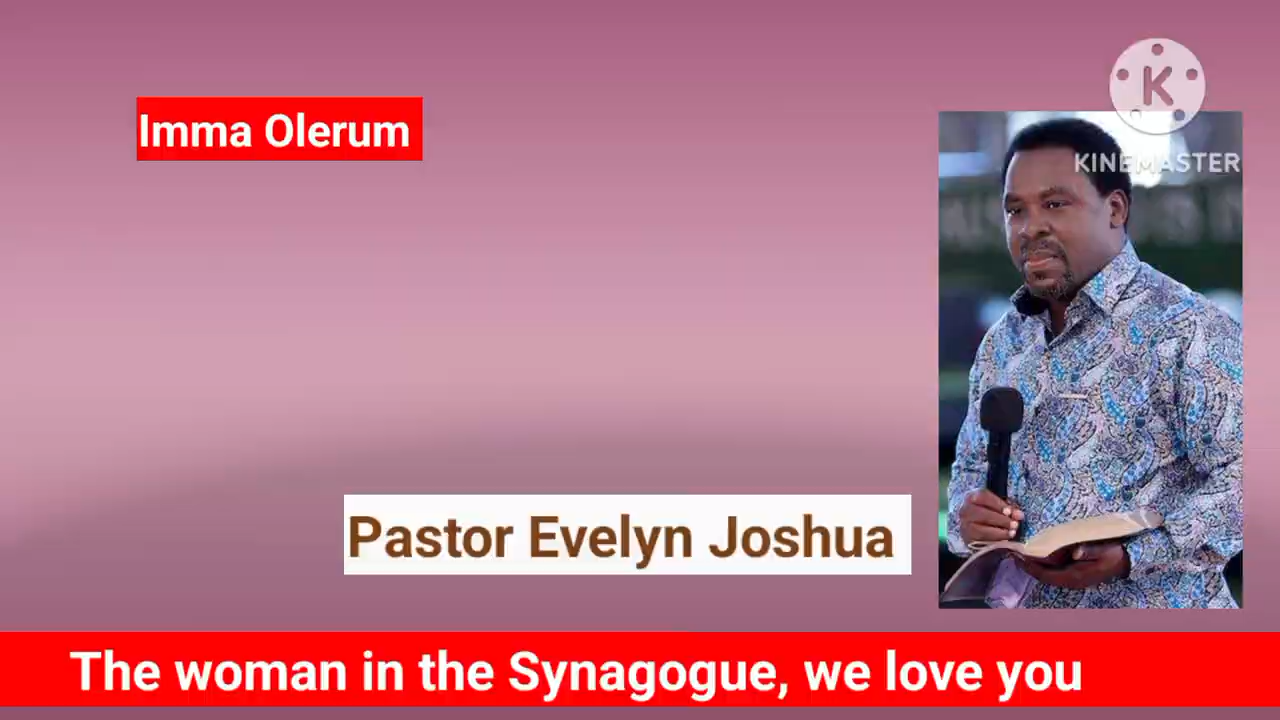 Imma Olerum
K
KINEMASTER
Pastor Evelyn Joshua
The woman in the Synagogue, we love you